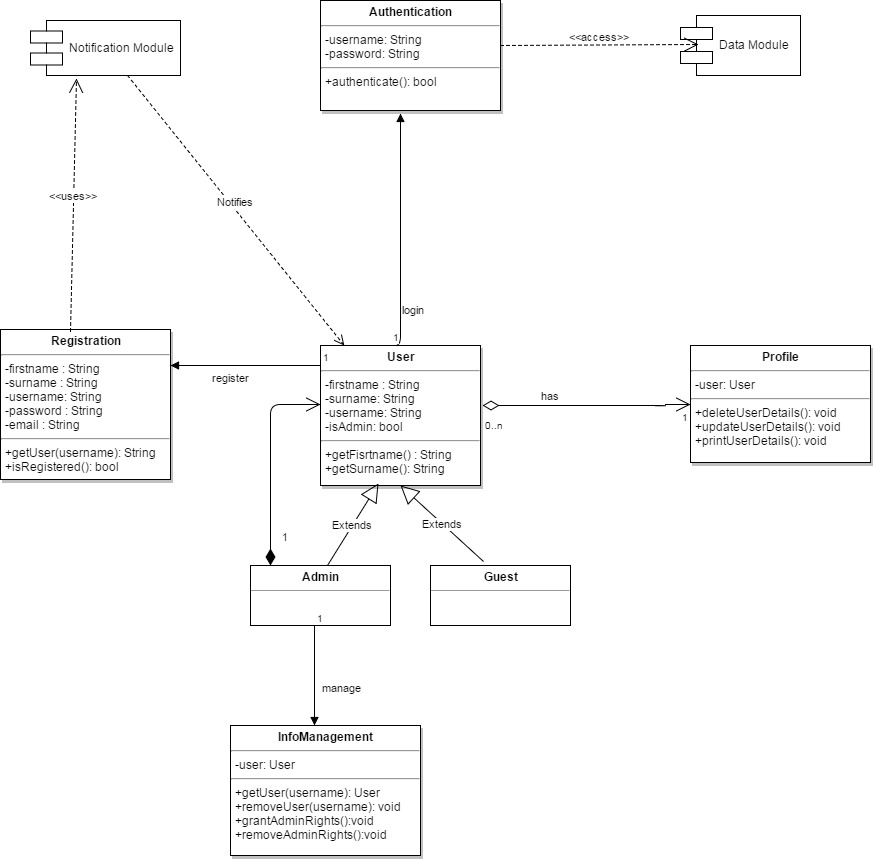 Authentication
-username: String
-password: String
+authenticate(): bool
<<access>>
Data Module
Notification Module
<<uses>>
Notifies
login
1
Registration
-firstname : String
-surname : String
-username: String
-password : String
-email : String
+getUser(username): String
+isRegistered(): bool
register
1
User
-firstname : String
-surname: String
-username: String
-isAdmin: bool
+getFisrtname() : String
+getSurname(): String
has
0..n
1
Profile
-user: User
+deleteUserDetails(): void
+updateUserDetails(): void
+printUserDetails(): void
Extends
Extends
1
Admin
1
Guest
manage
InfoManagement
-user: User
+getUser(username): User
+removeUser(username): void
+grantAdminRights():void
+removeAdminRights():void